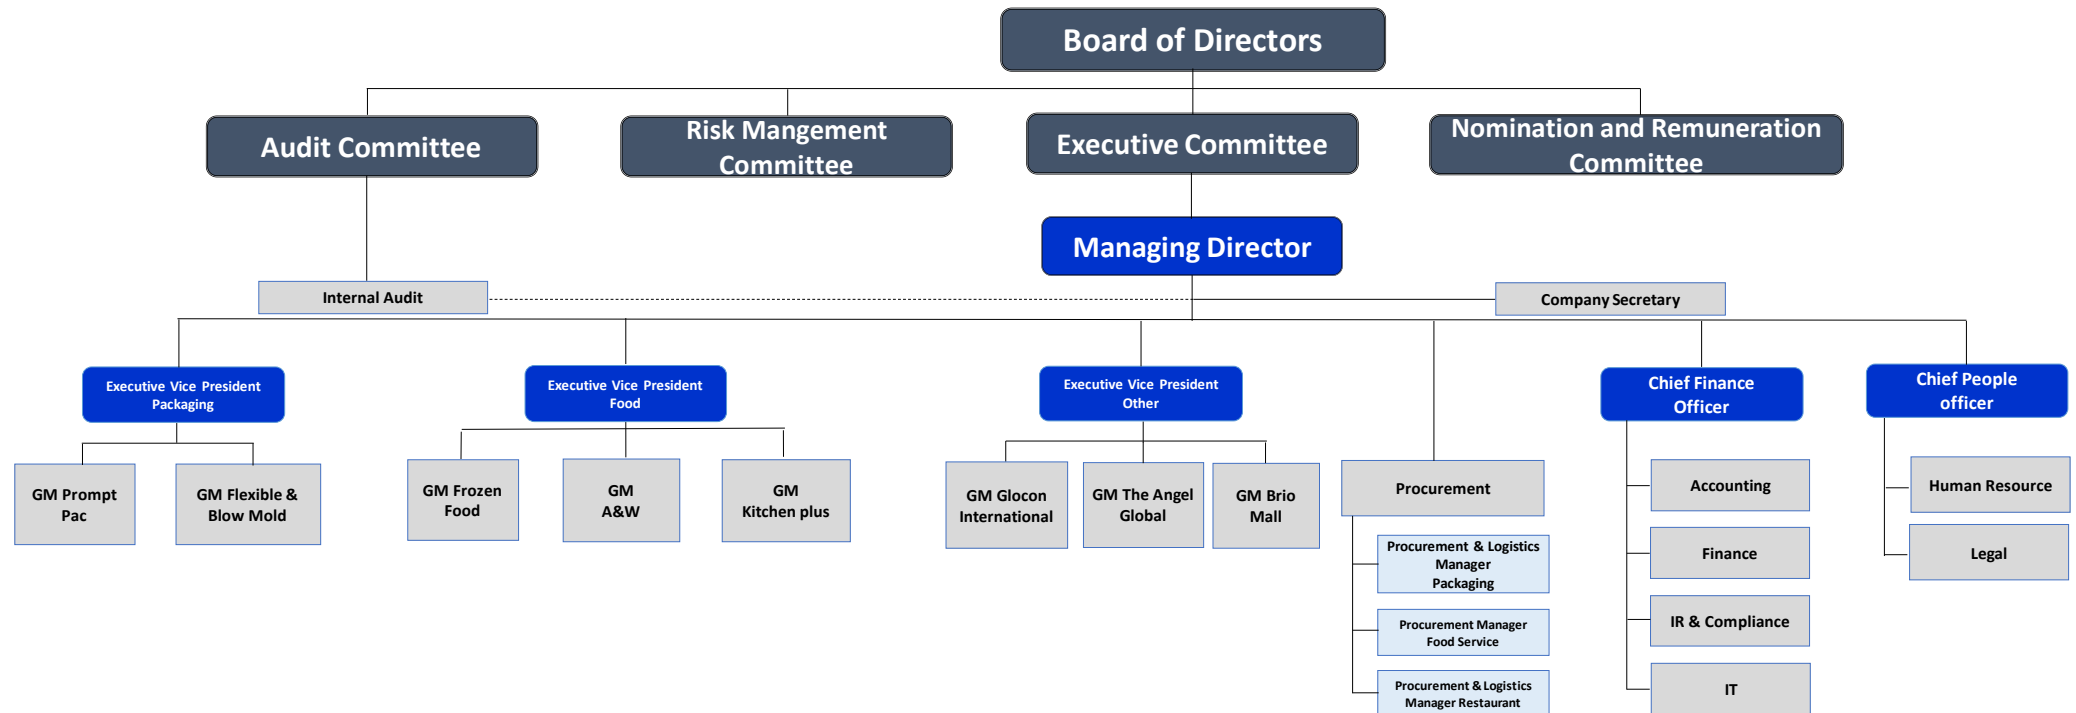 Board of Directors
Audit Committee
Risk Mangement
Committee
Executive Committee
Nomination and Remuneration
Committee
Managing Director
Internal Audit
Company Secretary
Executive Vice President
Packaging
Executive Vice President
Food
Executive Vice President
Other
Chief Finance
Officer
Chief People
officer
GM Prompt
Pac
GM Flexible &
Blow Mold
GM Frozen
Food
GM
A&W
GM
Kitchen plus
GM Glocon
International
GM The Angel
Global
GM Brio
Mall
Procurement
Procurement & Logistics
Manager
Packaging
Procurement Manager
Food Service
Procurement & Logistics
Manager Restaurant
Accounting
Finance
IR & Compliance
IT
Human Resource
Legal